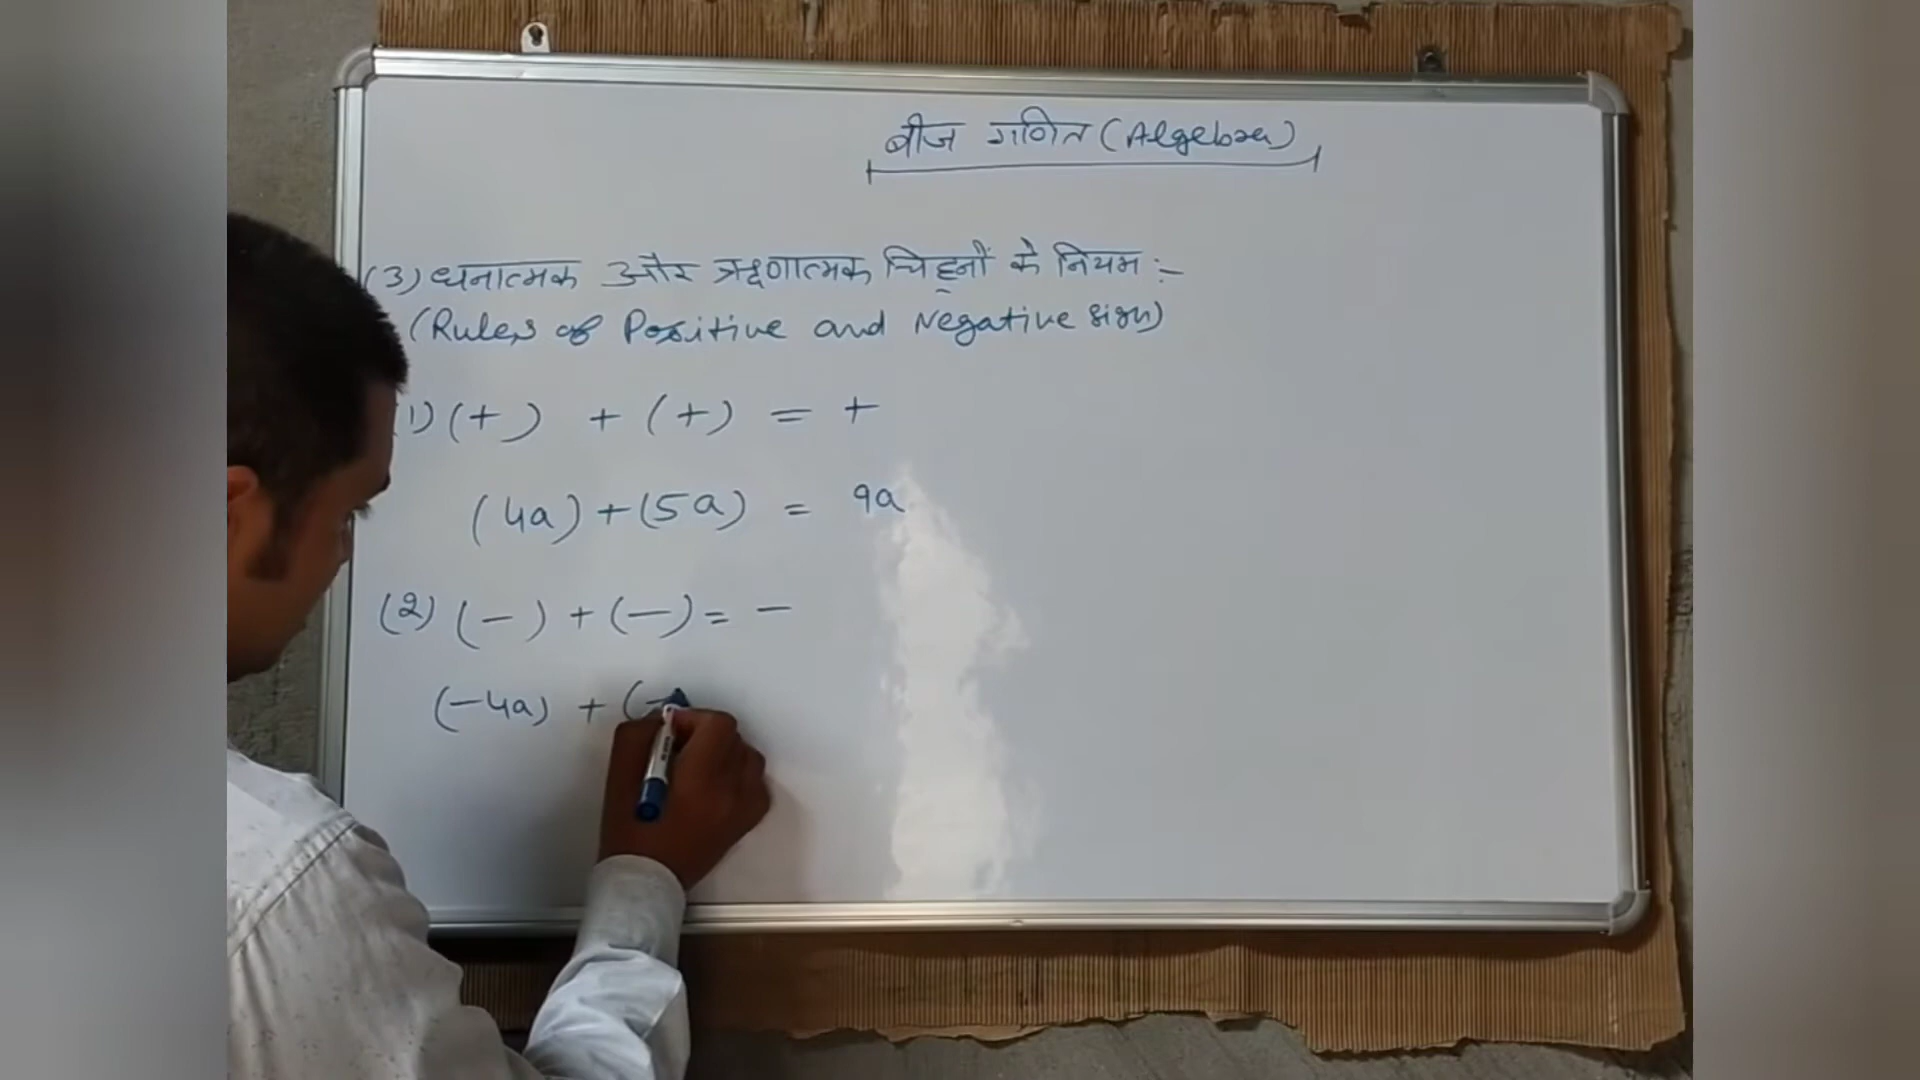 बीज गणित (Algebra)
(3) धनात्मक और ऋणात्मक चिह्नों के नियम :-
(Rules of Positive and Negative sign)
(1) (+) + (+) = +
(4a) + (5a) = 9a
(2) (-) + (-) = -
(-4a) + (-